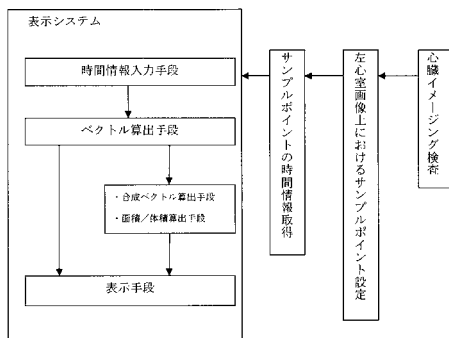 表示システム
時間情報入力手段
ベクトル算出手段
・合成ベクトル算出手段
・面積／体積算出手段
表示手段
サンプルポイントの時間情報取得
左心室画像上におけるサンプルポイント設定
心臓イメージング検査